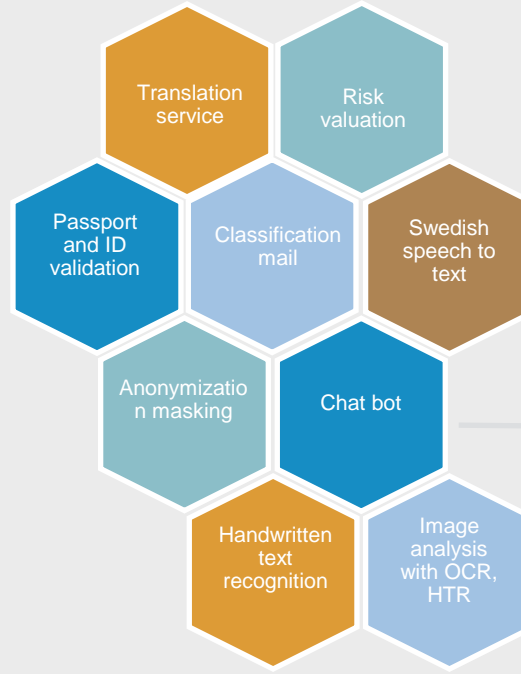 Translation
service
Risk
valuation
Passport
and ID
validation
Classification
mail
Swedish
speech to
text
Anonymizatio
n masking
Chat bot
Handwritten
text
recognition
Image
analysis
with OCR,
HTR